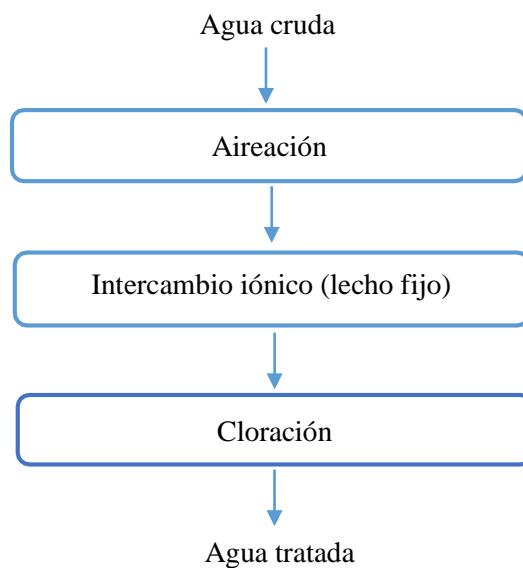 Agua cruda
Aireación
Intercambio iónico (lecho fijo)
Cloración
Agua tratada